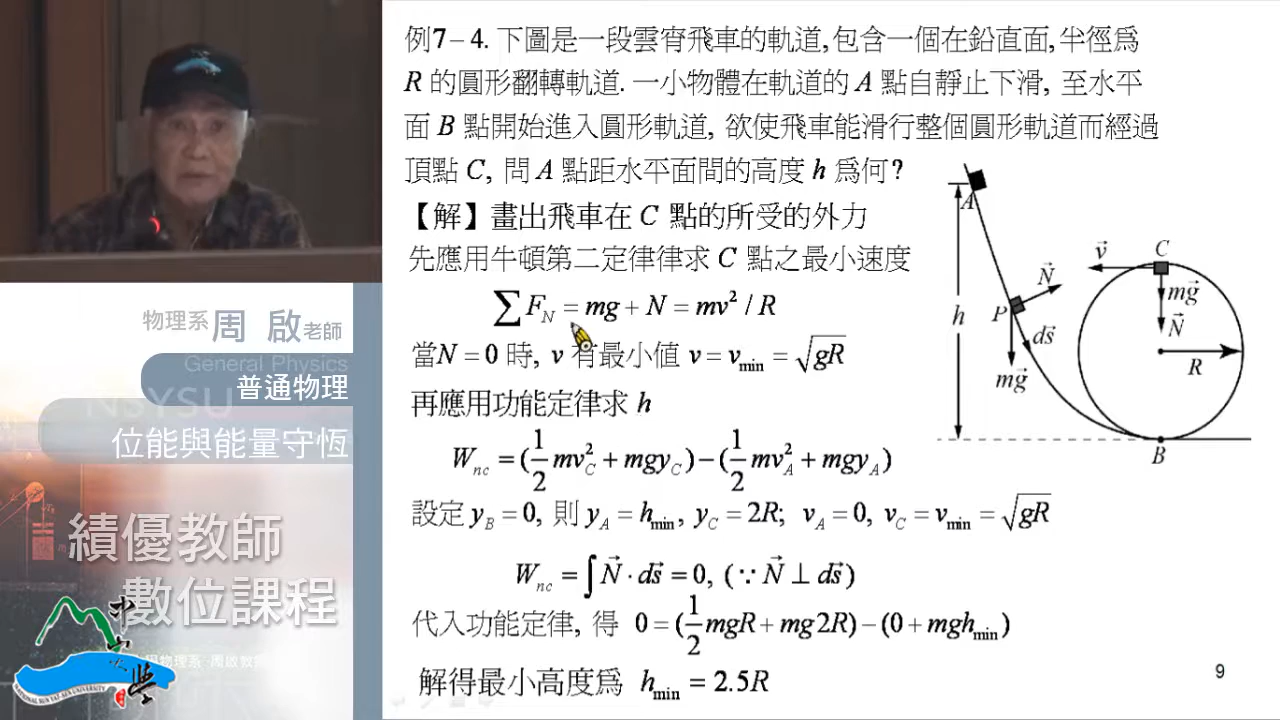 例7－4. 下圖是一段雲宵飛車的軌道, 包含一個在鉛直面, 半徑為
R 的圓形翻轉軌道. 一小物體在軌道的 A 點自靜止下滑, 至水平
面 B 點開始進入圓形軌道, 欲使飛車能滑行整個圓形軌道而經過
頂點 C, 問 A 點距水平面間的高度 h 為何?
【解】畫出飛車在 C 點的所受的外力
先應用牛頓第二定律律求 C 點之最小速度
∑F_N = mg + N = mv² / R
當N = 0 時, v 有最小值 v = v_min = √gR
再應用功能定律求 h
W_nc = (1/2 mv_C² + mgy_C) − (1/2 mv_A² + mgy_A)
設定 y_B = 0, 則 y_A = h_min, y_C = 2R; v_A = 0, v_C = v_min = √gR
W_nc = ∫ N⃗ · ds⃗ = 0, (∵ N⃗ ⊥ ds⃗)
代入功能定律, 得 0 = (1/2 mgR + mg2R) − (0 + mgh_min)
解得最小高度為 h_min = 2.5R
A
h
P
N⃗
ds⃗
mg⃗
v⃗
C
mg⃗
N⃗
R
B
9
物理系 周 啟 老師
General Physics
普通物理
NSYSU
位能與能量守恆
績優教師
數位課程
中山大學
NATIONAL SUN YAT-SEN UNIVERSITY